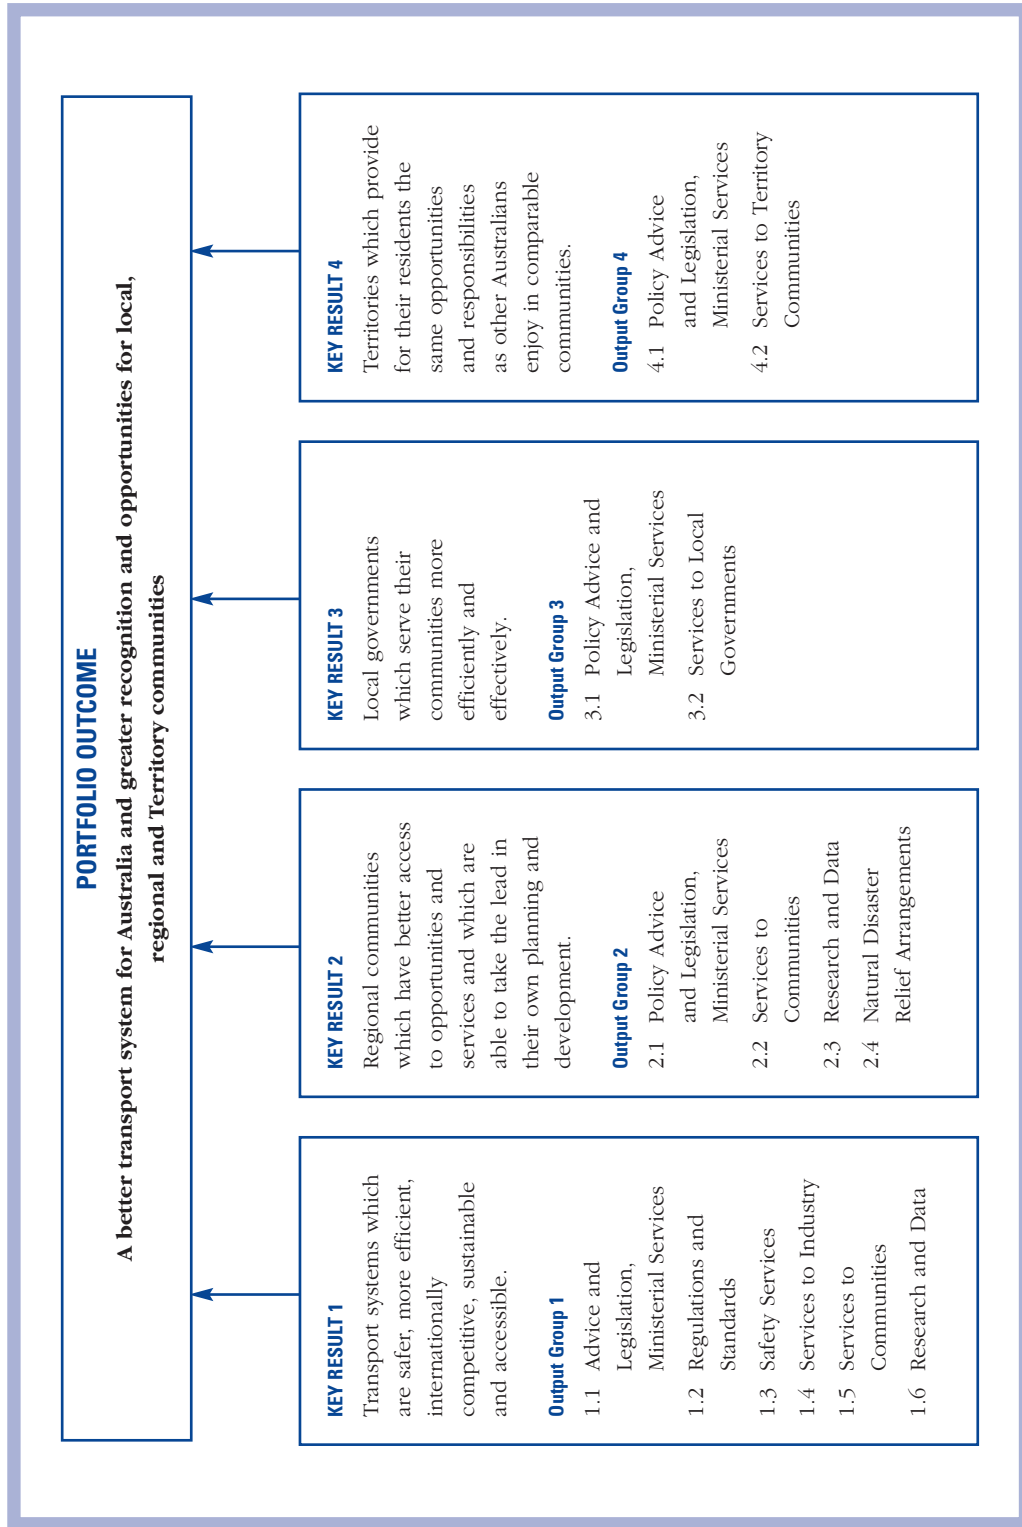 PORTFOLIO OUTCOME
A better transport system for Australia and greater recognition and opportunities for local,
regional and Territory communities
KEY RESULT 1
Transport systems which
are safer, more efficient,
internationally
competitive, sustainable
and accessible.
Output Group 1
1.1 Advice and
Legislation,
Ministerial Services
1.2 Regulations and
Standards
1.3 Safety Services
1.4 Services to Industry
1.5 Services to
Communities
1.6 Research and Data
KEY RESULT 2
Regional communities
which have better access
to opportunities and
services and which are
able to take the lead in
their own planning and
development.
Output Group 2
2.1 Policy Advice
and Legislation,
Ministerial Services
2.2 Services to
Communities
2.3 Research and Data
2.4 Natural Disaster
Relief Arrangements
KEY RESULT 3
Local governments
which serve their
communities more
efficiently and
effectively.
Output Group 3
3.1 Policy Advice and
Legislation,
Ministerial Services
3.2 Services to Local
Governments
KEY RESULT 4
Territories which provide
for their residents the
same opportunities
and responsibilities
as other Australians
enjoy in comparable
communities.
Output Group 4
4.1 Policy Advice
and Legislation,
Ministerial Services
4.2 Services to Territory
Communities